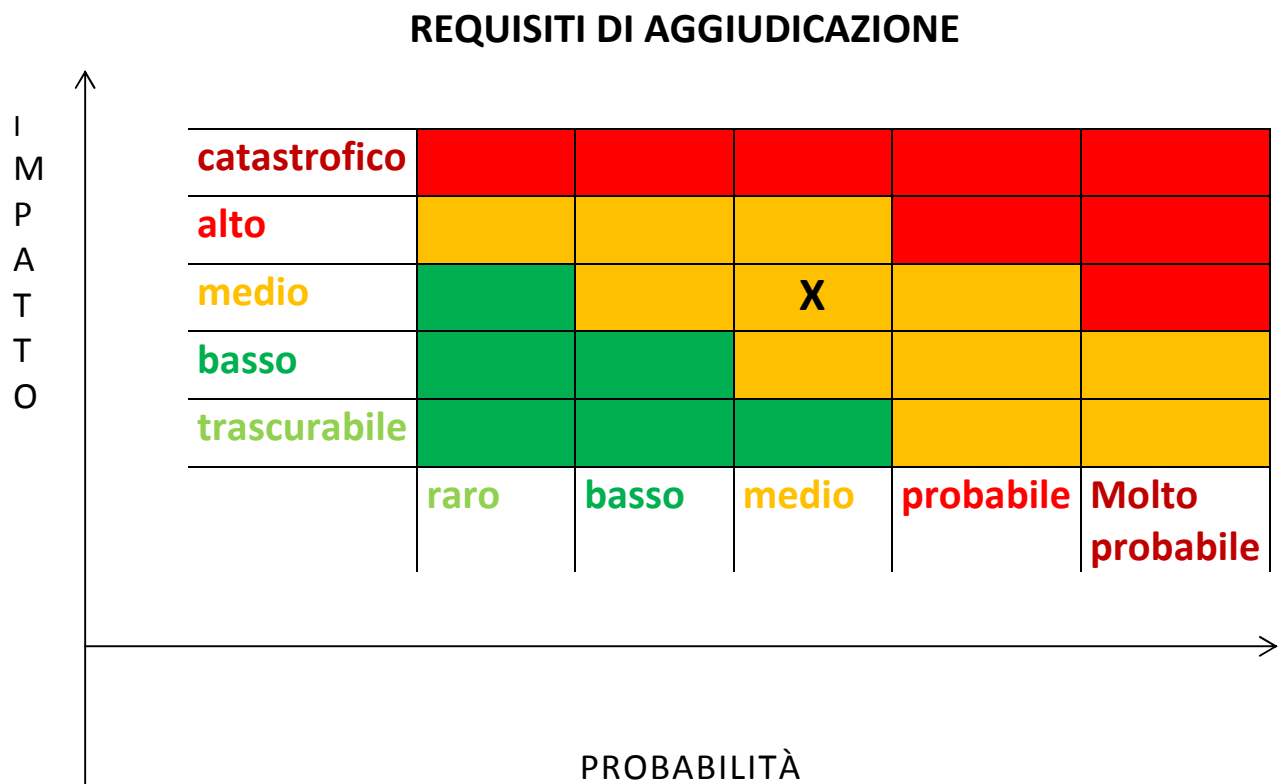 REQUISITI DI AGGIUDICAZIONE
I
M
P
A
T
T
O
catastrofico
alto
medio
X
basso
trascurabile
raro basso medio probabile Molto
probabile
PROBABILITÀ